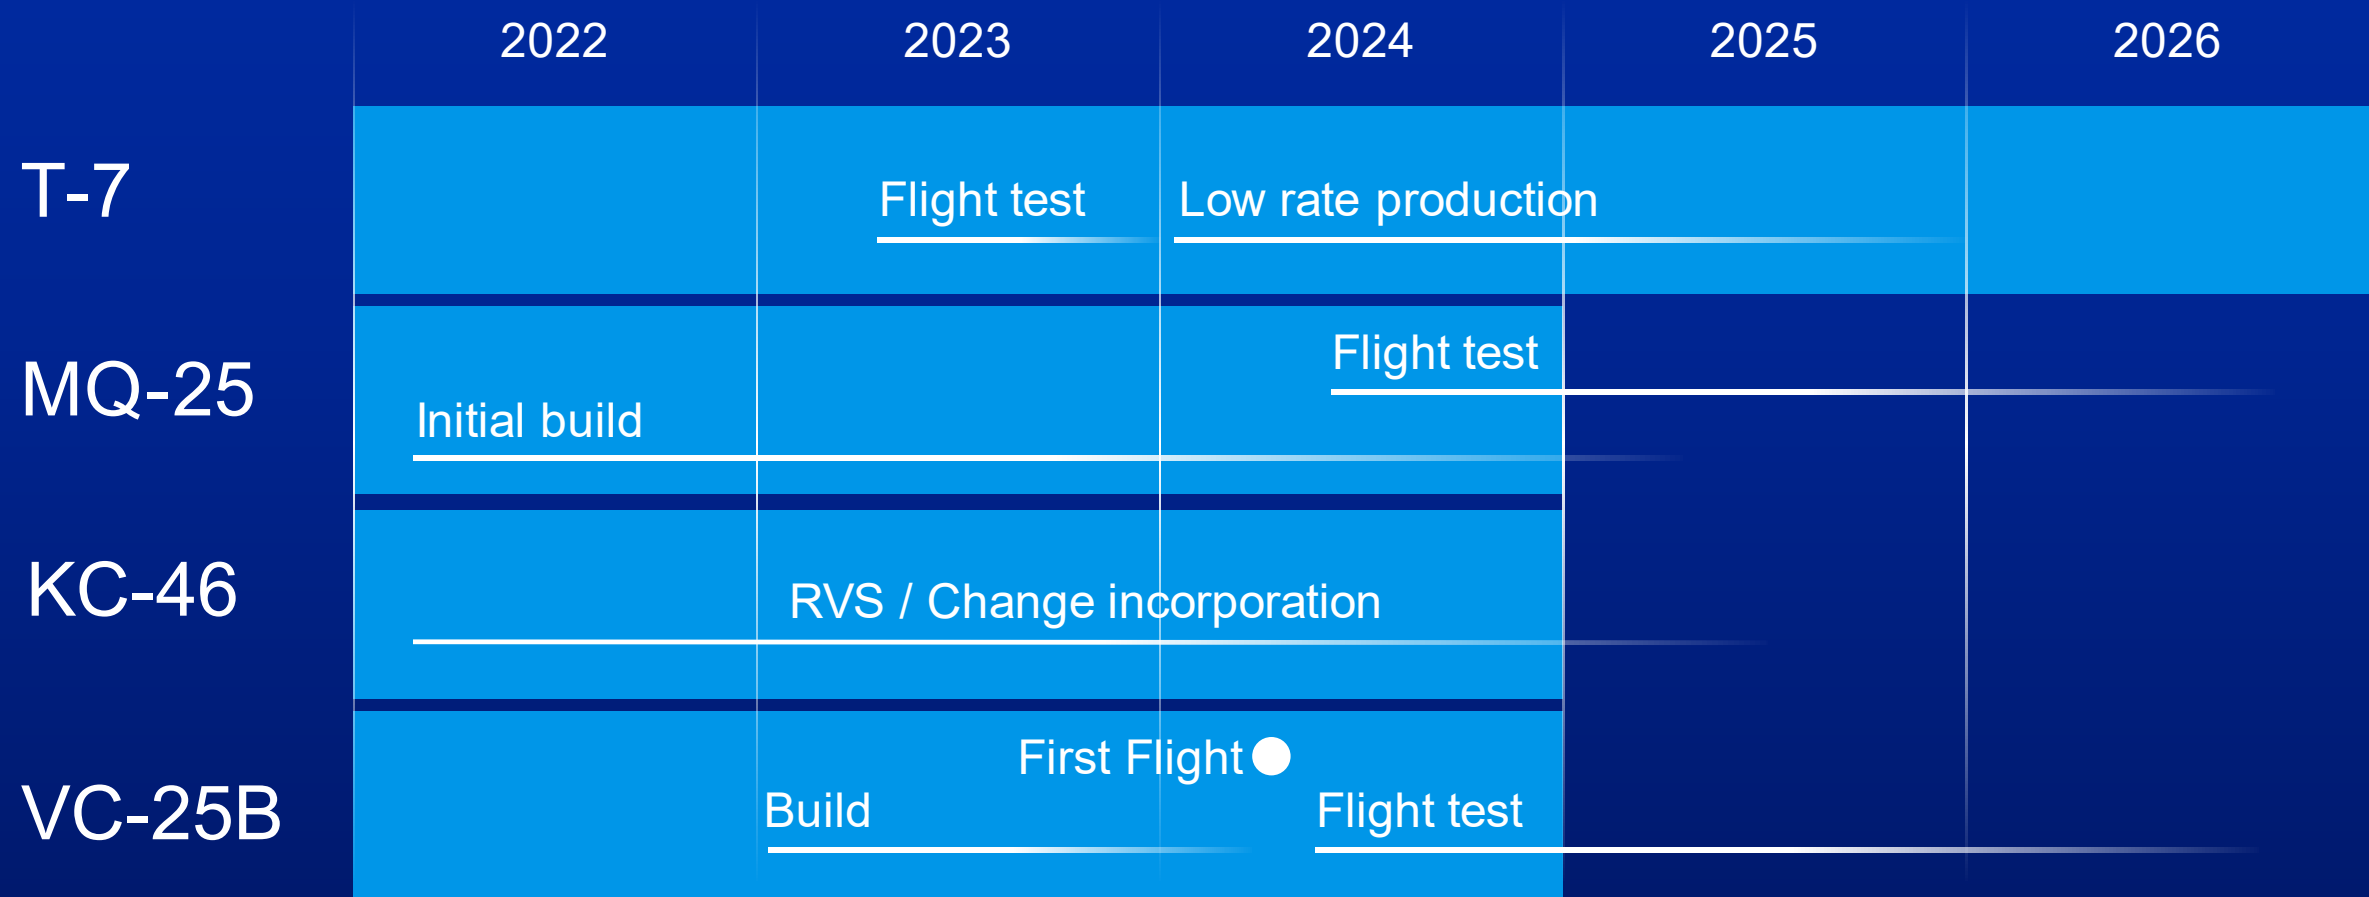 2022 2023 2024 2025 2026
T-7
Flight test Low rate production
MQ-25
Flight test
Initial build
KC-46
RVS / Change incorporation
VC-25B
First Flight
Build Flight test